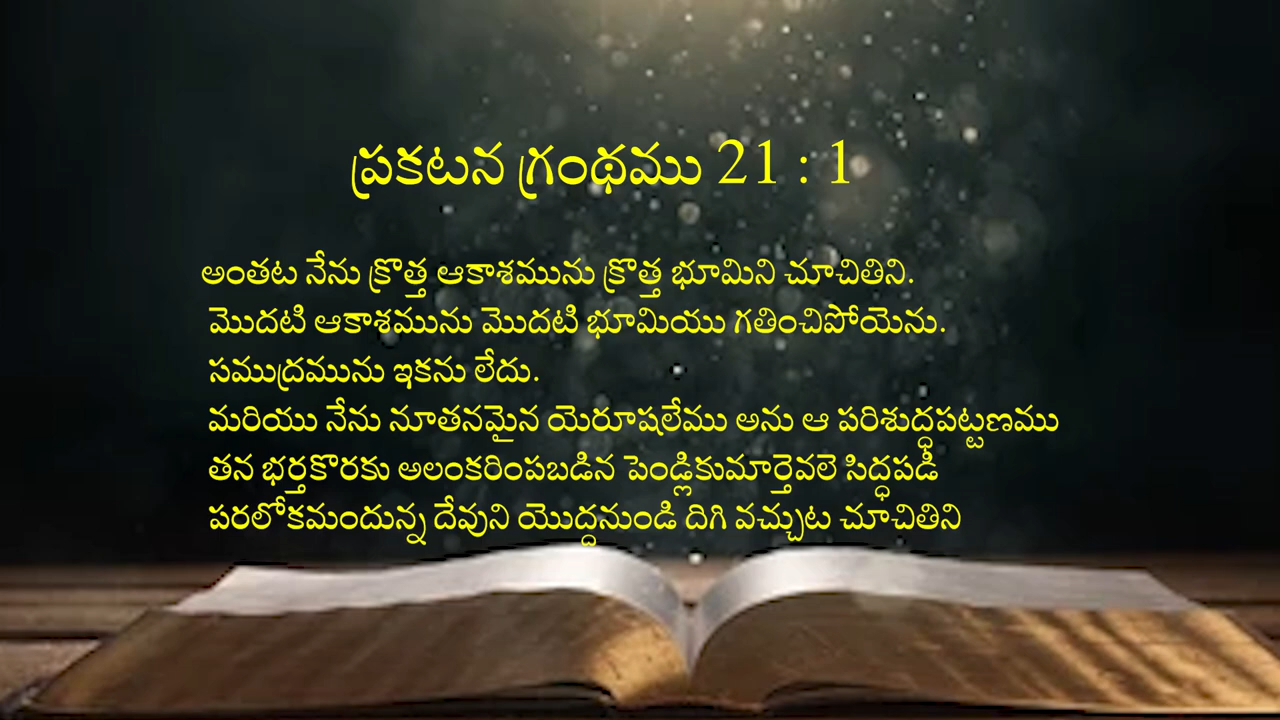 ప్రకటన గ్రంథము 21 : 1
అంతట నేను క్రొత్త ఆకాశమును క్రొత్త భూమిని చూచితిని.
మొదటి ఆకాశమును మొదటి భూమియు గతించిపోయెను.
సముద్రమును ఇకను లేదు.
మరియు నేను నూతనమైన యెరూషలేము అను ఆ పరిశుద్ధపట్టణము
తన భర్తకొరకు అలంకరింపబడిన పెండ్లికుమార్తెవలె సిద్ధపడి
పరలోకమందున్న దేవుని యొద్దనుండి దిగి వచ్చుట చూచితిని